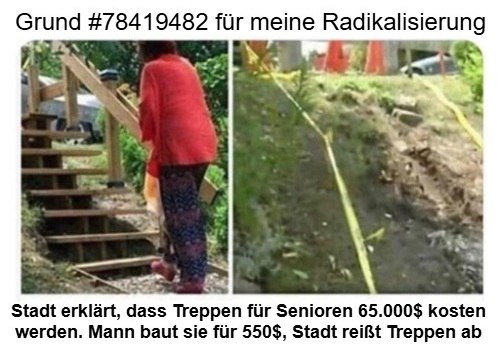 Grund #78419482 für meine Radikalisierung
Stadt erklärt, dass Treppen für Senioren 65.000$ kosten
werden. Mann baut sie für 550$, Stadt reißt Treppen ab